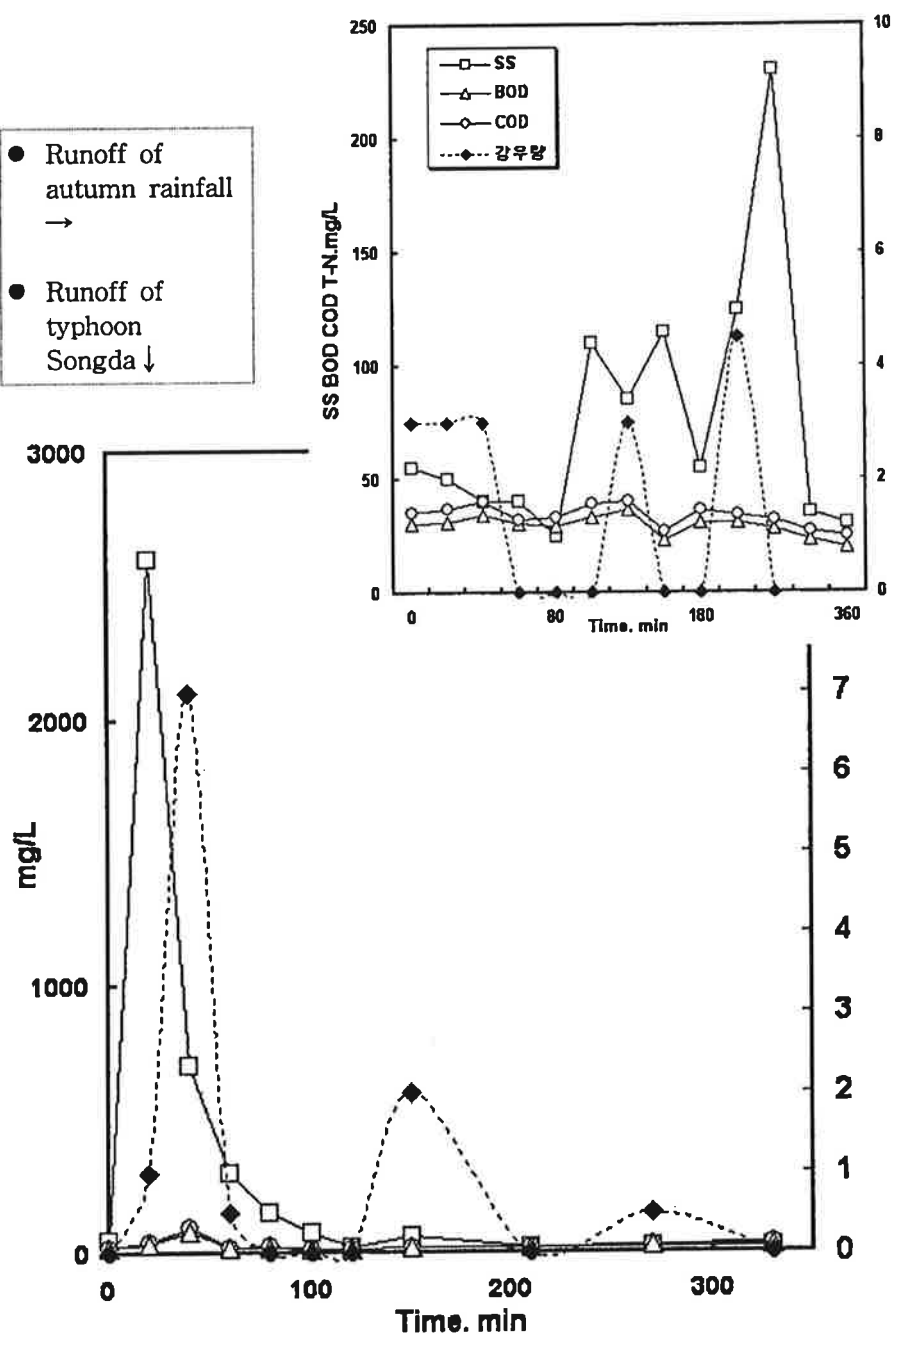 ● Runoff of
autumn rainfall
→
● Runoff of
typhoon
Songda ↓
250
200
150
100
50
0
SS BOD COD T-N.mg/L
SS
BOD
COD
강우량
10
8
6
4
2
0
0 80 180 360
Time. min
3000
2000
1000
0
mg/L
7
6
5
4
3
2
1
0
0 100 200 300
Time. min